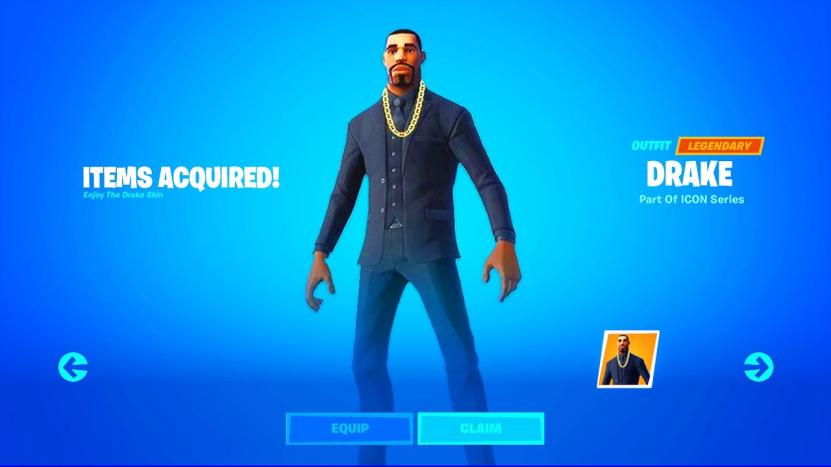 ITEMS ACQUIRED!
Enjoy The Drake Skin
OUTFIT LEGENDARY
DRAKE
Part Of ICON Series
EQUIP
CLAIM